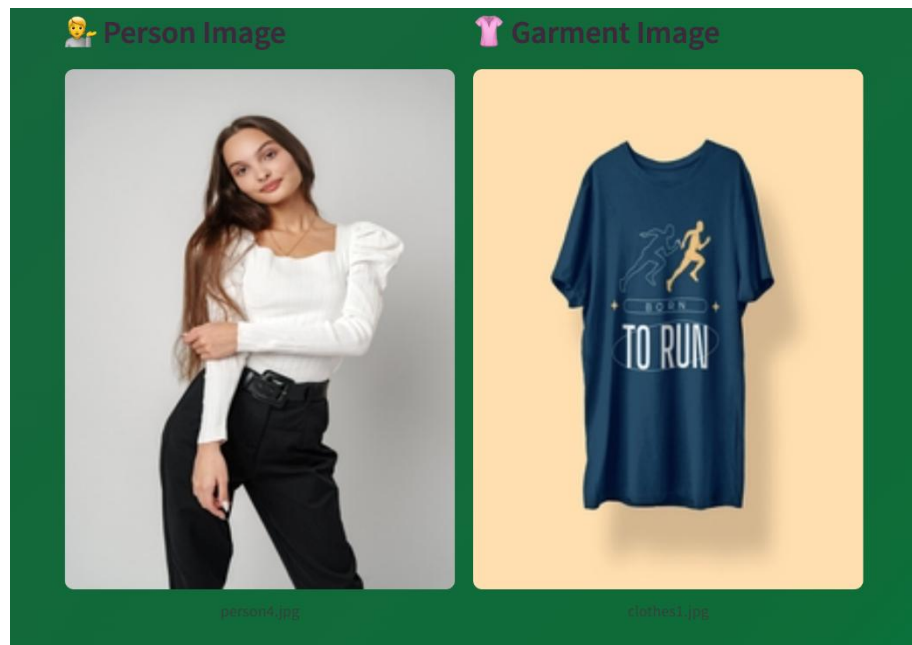 Person Image
Garment Image
BORN
TO RUN
person4.jpg
clothes1.jpg